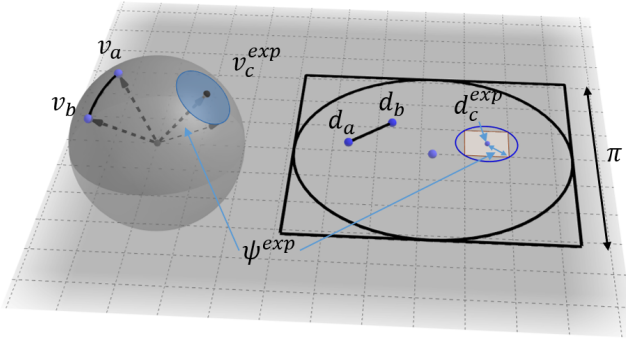 v_a
v_b
v_c^{exp}
d_a
d_b
d_c^{exp}
π
ψ^{exp}